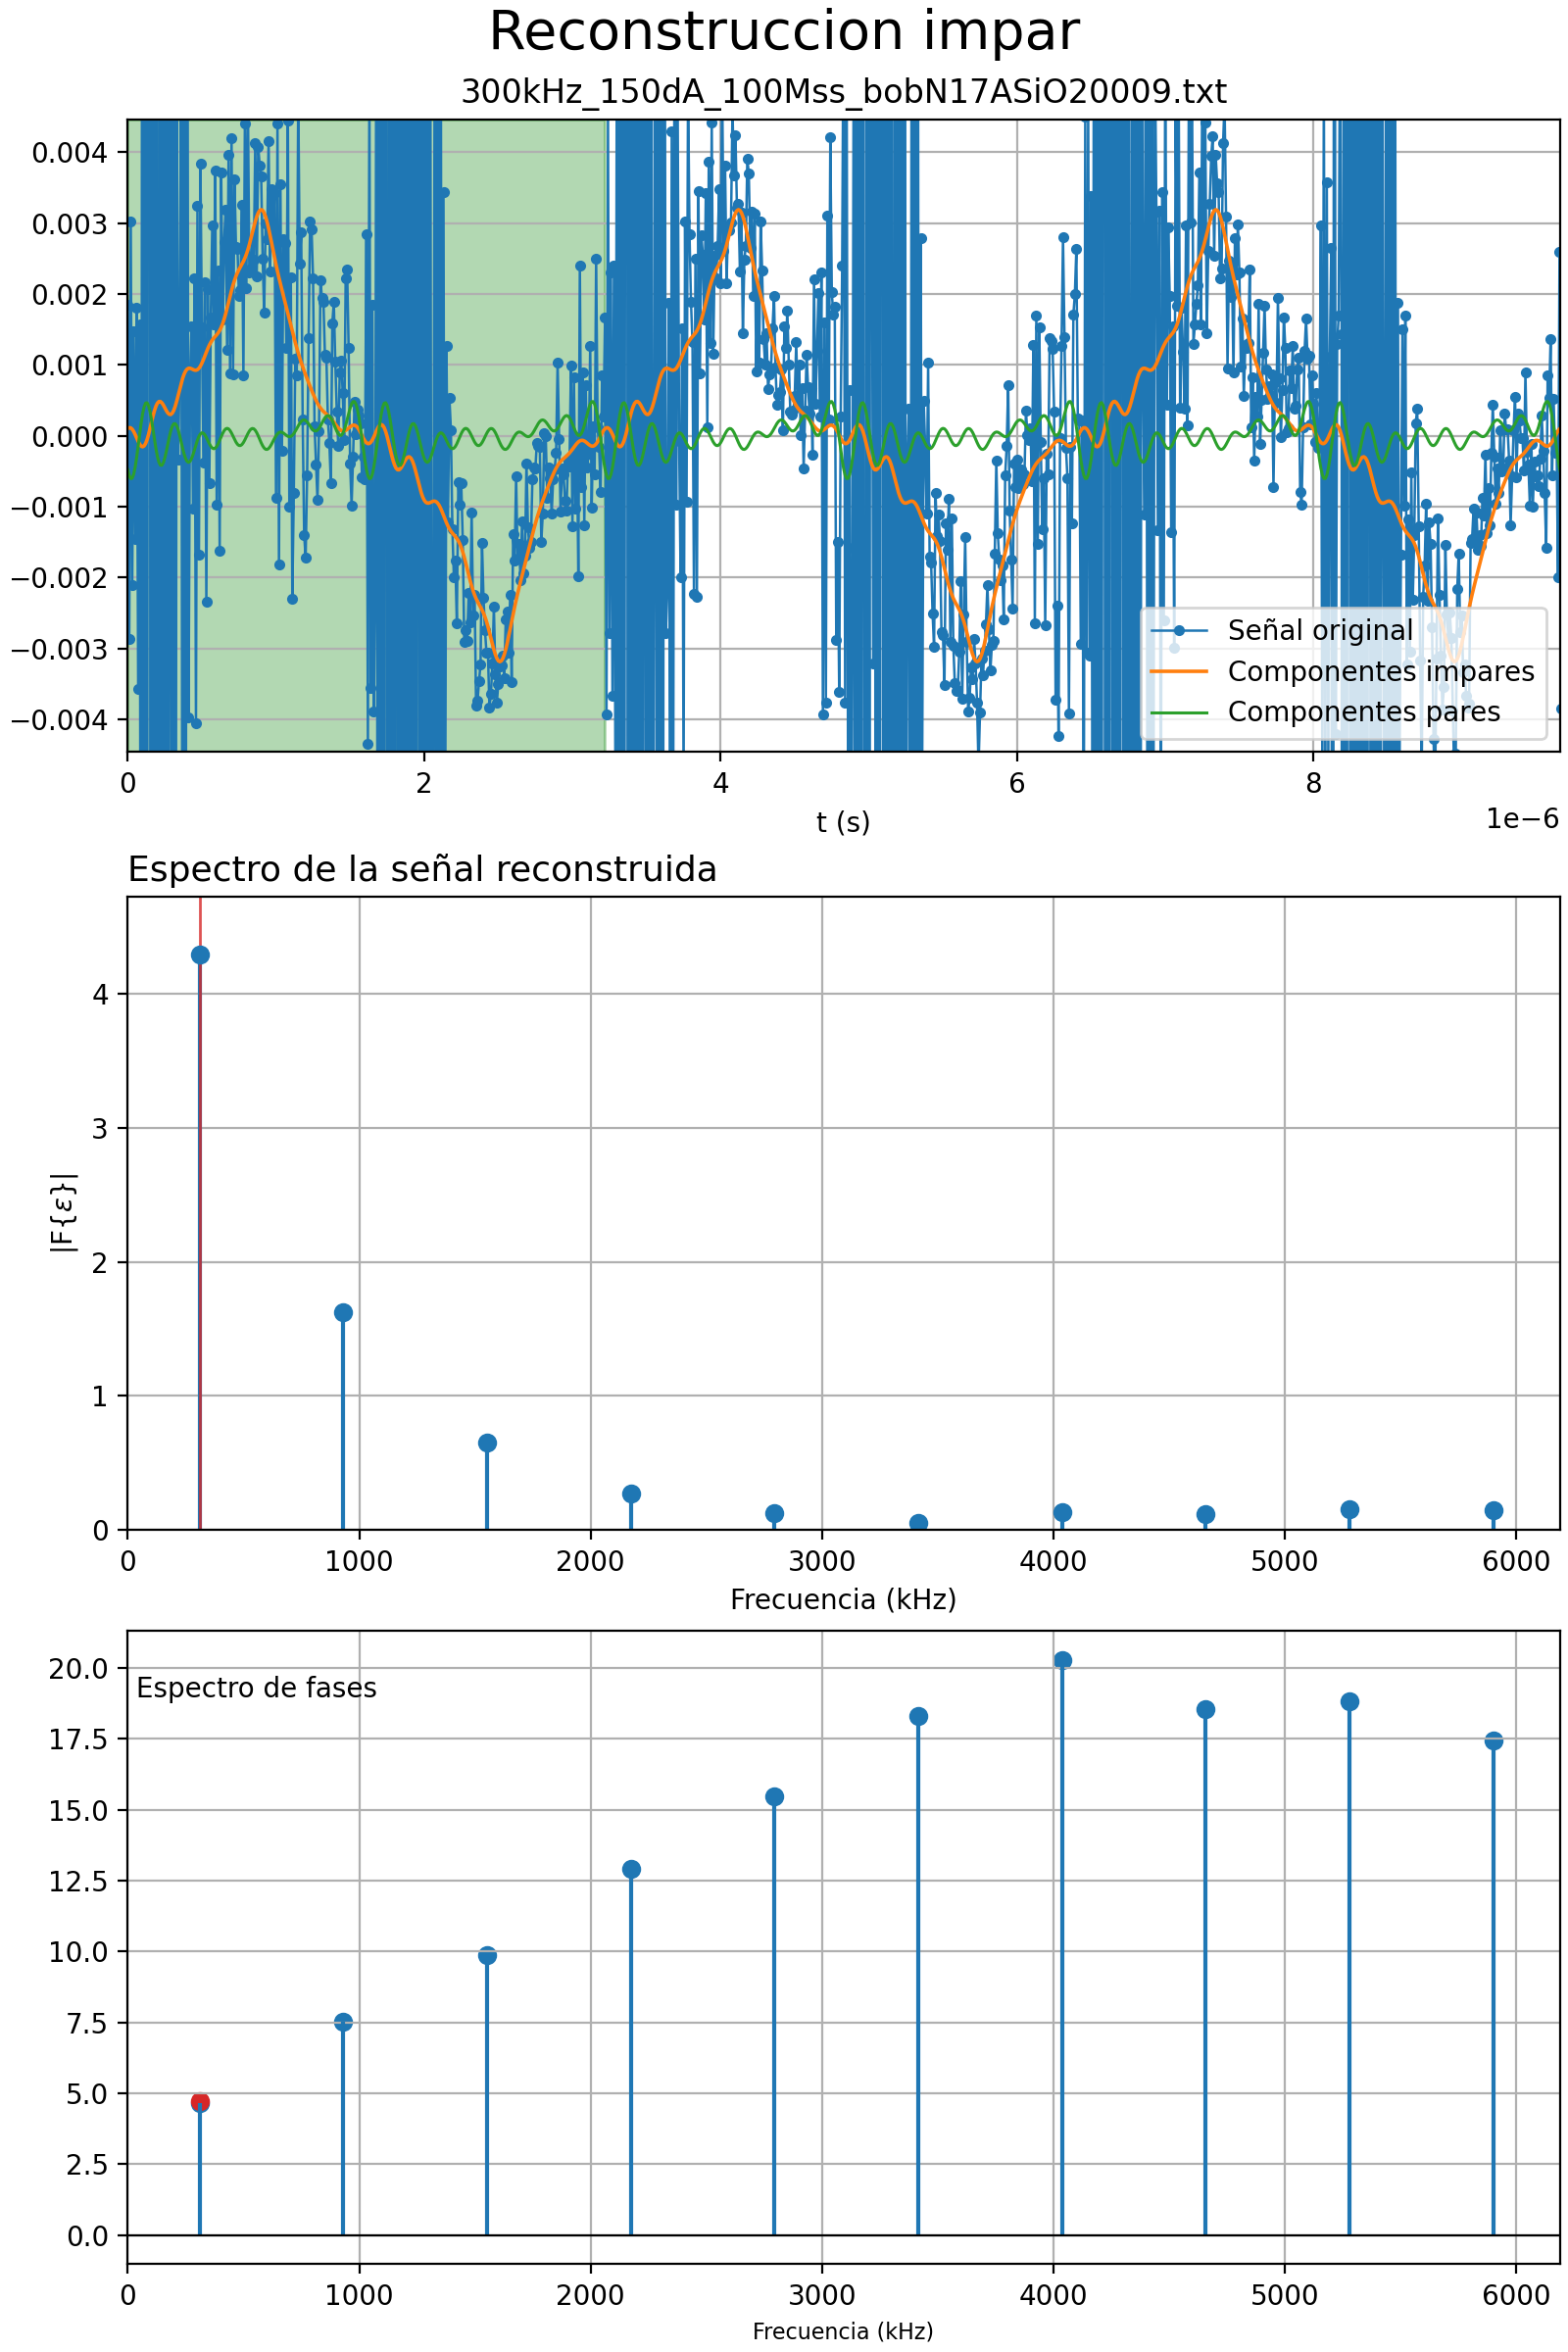 Reconstruccion impar
300kHz_150dA_100Mss_bobN17ASiO20009.txt
0.004
0.003
0.002
0.001
0.000
−0.001
−0.002
−0.003
−0.004
Señal original
Componentes impares
Componentes pares
0 2 4 6 8
t (s)
1e−6
Espectro de la señal reconstruida
4
3
2
1
0
|F{ε}|
0 1000 2000 3000 4000 5000 6000
Frecuencia (kHz)
Espectro de fases
20.0
17.5
15.0
12.5
10.0
7.5
5.0
2.5
0.0
0 1000 2000 3000 4000 5000 6000
Frecuencia (kHz)